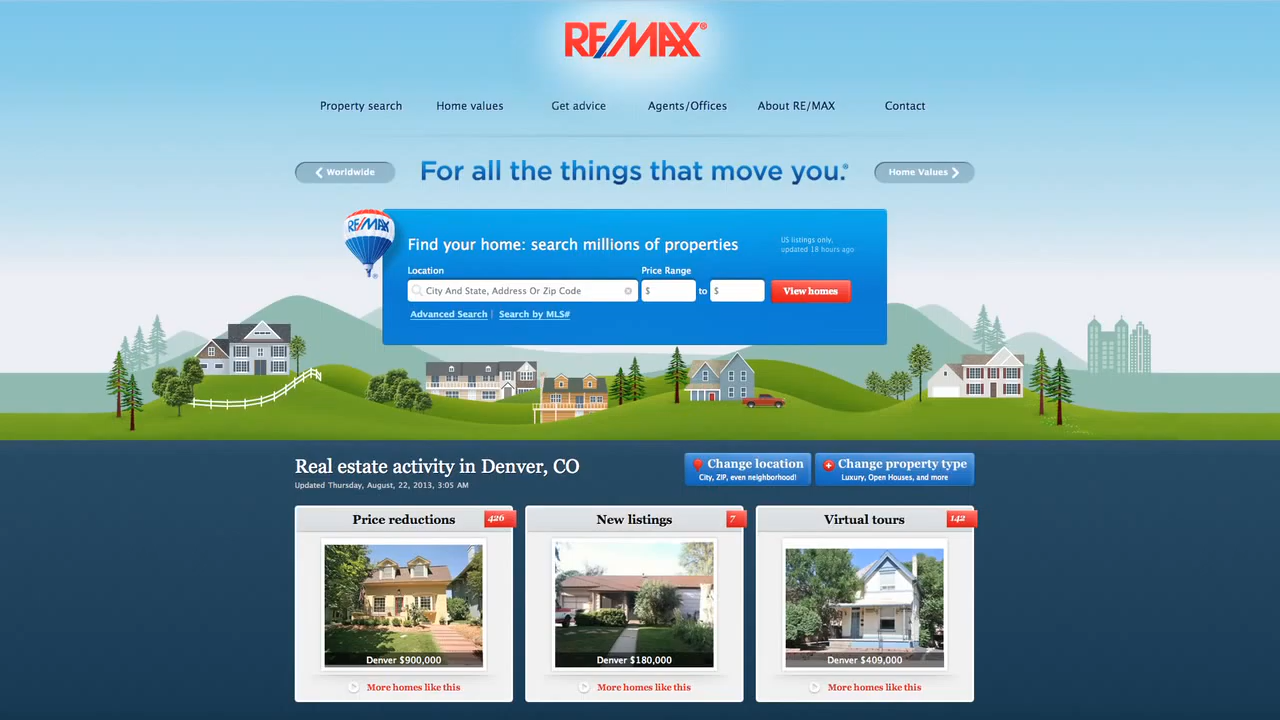 RE/MAX®
Property search
Home values
Get advice
Agents/Offices
About RE/MAX
Contact
Worldwide
For all the things that move you.®
Home Values
RE/MAX
®
Find your home: search millions of properties
US listings only,
updated 18 hours ago
Location
Price Range
City And State, Address Or Zip Code
$
to
$
View homes
Advanced Search |
Search by MLS#
Real estate activity in Denver, CO
Updated Thursday, August, 22, 2013, 3:05 AM
Change location
City, ZIP, even neighborhood!
Change property type
Luxury, Open Houses, and more
Price reductions
426
New listings
7
Virtual tours
142
Denver $900,000
Denver $180,000
Denver $409,000
More homes like this
More homes like this
More homes like this